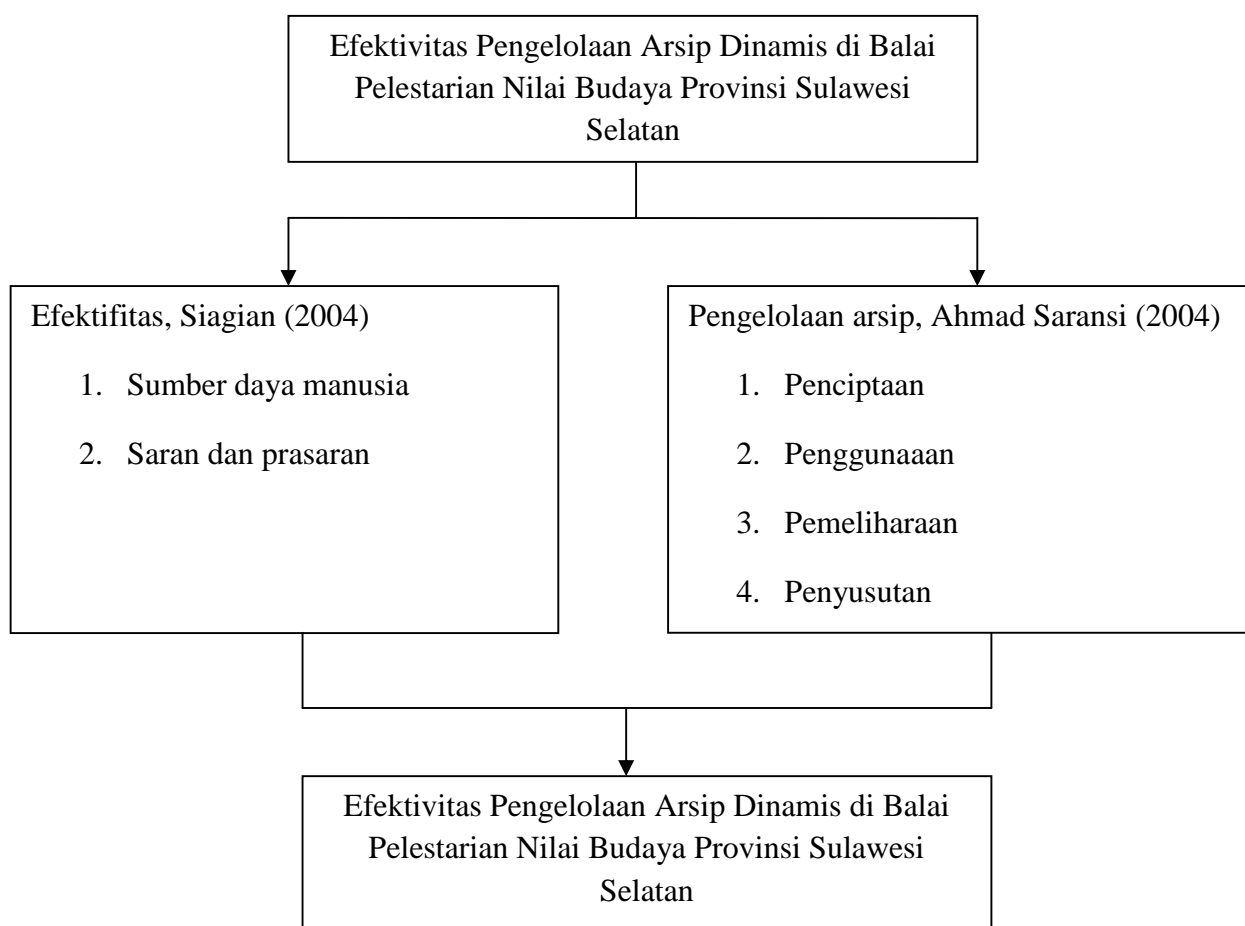 Efektivitas Pengelolaan Arsip Dinamis di Balai
Pelestarian Nilai Budaya Provinsi Sulawesi
Selatan
Efektifitas, Siagian (2004)
1. Sumber daya manusia
2. Saran dan prasaran
Pengelolaan arsip, Ahmad Saransi (2004)
1. Penciptaan
2. Penggunaaan
3. Pemeliharaan
4. Penyusutan
Efektivitas Pengelolaan Arsip Dinamis di Balai
Pelestarian Nilai Budaya Provinsi Sulawesi
Selatan